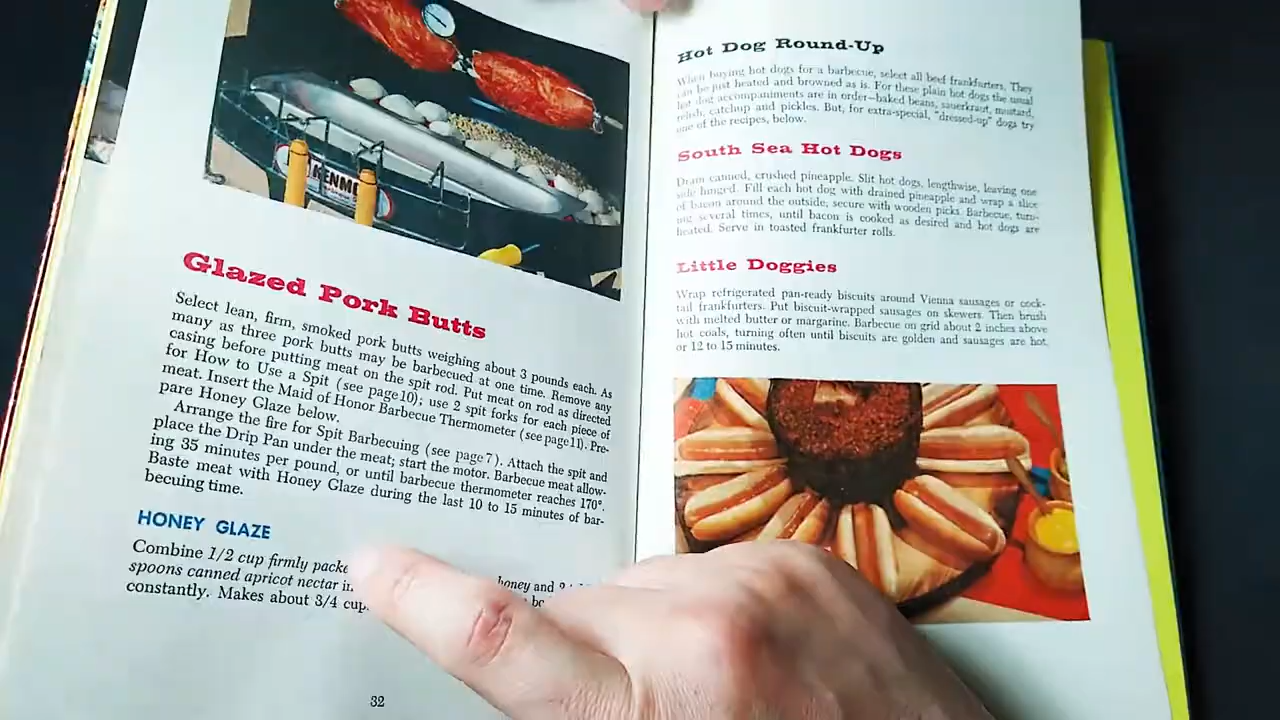 KENMO
Glazed Pork Butts
Select lean, firm, smoked pork butts weighing about 3 pounds each. As
many as three pork butts may be barbecued at one time. Remove any
casing before putting meat on the spit rod. Put meat on rod as directed
for How to Use a Spit (see page 10); use 2 spit forks for each piece of
meat. Insert the Maid of Honor Barbecue Thermometer (see page 11). Pre-
pare Honey Glaze below.
Arrange the fire for Spit Barbecuing (see page 7). Attach the spit and
place the Drip Pan under the meat; start the motor. Barbecue meat allow-
ing 35 minutes per pound, or until barbecue thermometer reaches 170°.
Baste meat with Honey Glaze during the last 10 to 15 minutes of bar-
becuing time.
HONEY GLAZE
Combine 1/2 cup firmly packe honey and
spoons canned apricot nectar in
constantly. Makes about 3/4 cup
32
Hot Dog Round-Up
When buying hot dogs for a barbecue, select all beef frankfurters. They
can be just heated and browned as is. For these plain hot dogs the usual
hot dog accompaniments are in order—baked beans, sauerkraut, mustard,
relish, catchup and pickles. But, for extra-special, "dressed-up" dogs try
one of the recipes, below.
South Sea Hot Dogs
Drain canned, crushed pineapple. Slit hot dogs, lengthwise, leaving one
side hinged. Fill each hot dog with drained pineapple and wrap a slice
of bacon around the outside, secure with wooden picks. Barbecue, turn-
ing several times, until bacon is cooked as desired and hot dogs are
heated. Serve in toasted frankfurter rolls.
Little Doggies
Wrap refrigerated pan-ready biscuits around Vienna sausages or cock-
tail frankfurters. Put biscuit-wrapped sausages on skewers. Then brush
with melted butter or margarine. Barbecue on grid about 2 inches above
hot coals, turning often until biscuits are golden and sausages are hot,
or 12 to 15 minutes.